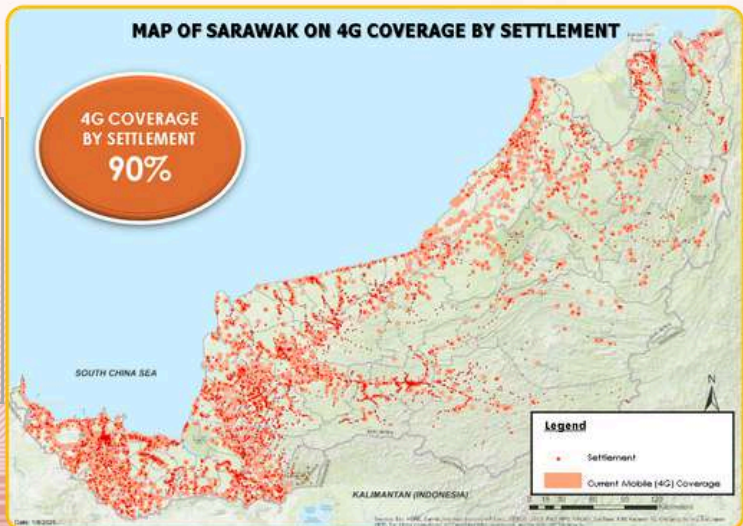 MAP OF SARAWAK ON 4G COVERAGE BY SETTLEMENT
4G COVERAGE
BY SETTLEMENT
90%
SOUTH CHINA SEA
N
Legend
Settlement
Current Mobile (4G) Coverage
KALIMANTAN (INDONESIA)
Kilometers